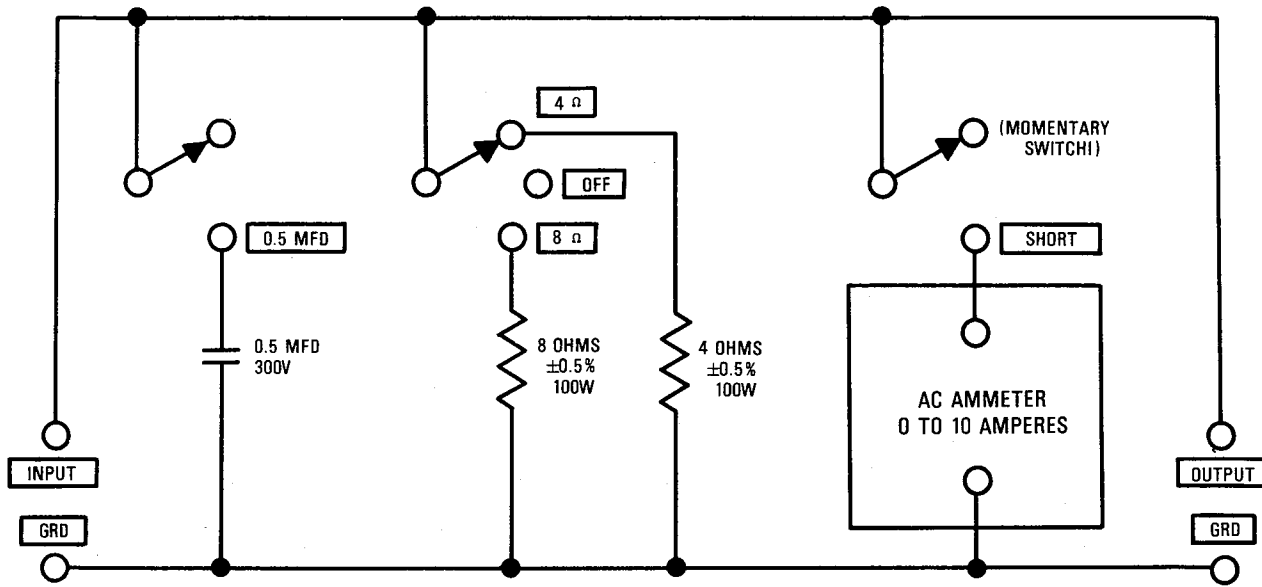 4 Ω
(MOMENTARY
SWITCHI)
OFF
0.5 MFD
8 Ω
SHORT
0.5 MFD
300V
8 OHMS
±0.5%
100W
4 OHMS
±0.5%
100W
AC AMMETER
0 TO 10 AMPERES
INPUT
OUTPUT
GRD
GRD